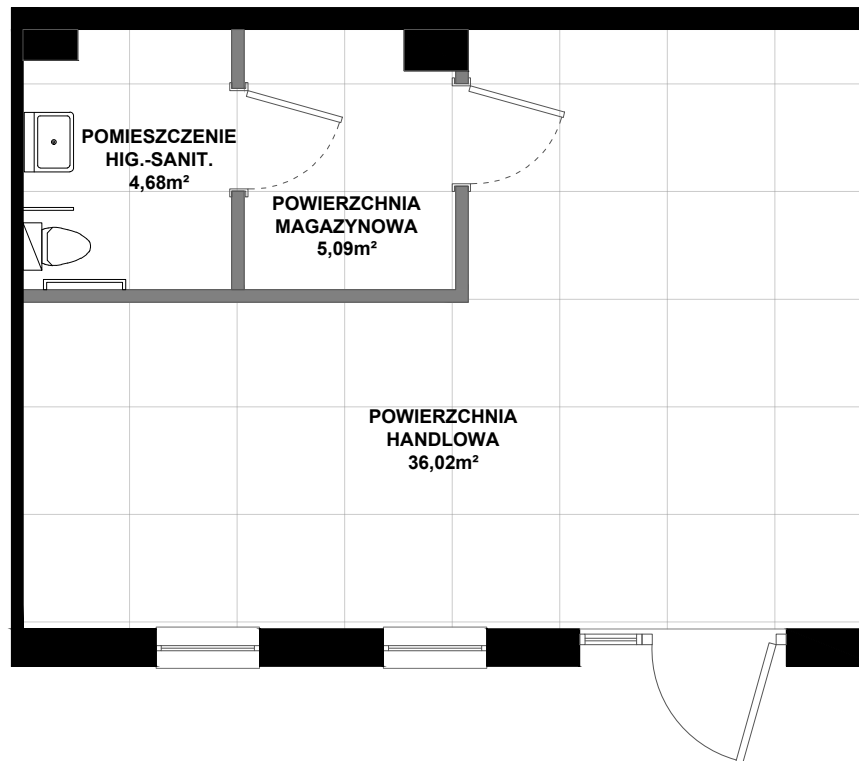 POMIESZCZENIE
HIG.-SANIT.
4,68m²
POWIERZCHNIA
MAGAZYNOWA
5,09m²
POWIERZCHNIA
HANDLOWA
36,02m²